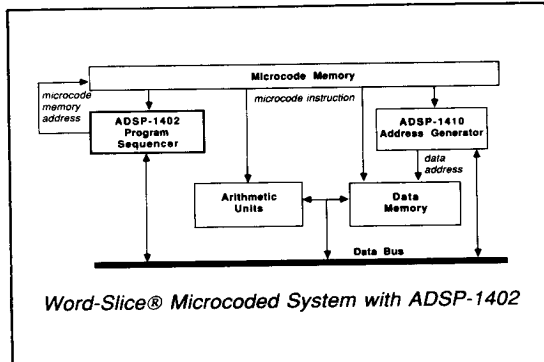 Microcode Memory
microcode
memory
address
microcode instruction
ADSP-1402
Program
Sequencer
ADSP-1410
Address Generator
data
address
Arithmetic
Units
Data
Memory
Data Bus
Word-Slice® Microcoded System with ADSP-1402